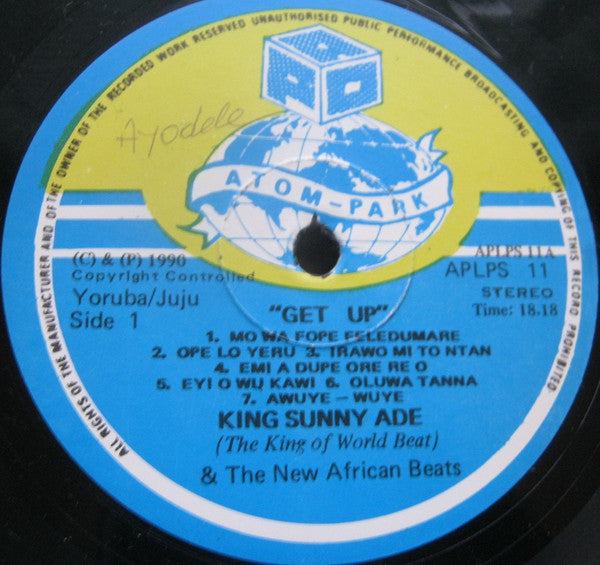 ALL RIGHTS OF THE MANUFACTURER AND OF THE OWNER OF THE RECORDED WORK RESERVED UNAUTHORISED PUBLIC PERFORMANCE BROADCASTING AND COPYING OF THIS RECORD PROHIBITED
Ayodele
ATOM-PARK
(C) & (P) 1990
Copyright Controlled
Yoruba/Juju
Side 1
APLPS 11A
APLPS 11
STEREO
Time: 18.18
"GET UP"
1. MO WA FOPE EELEDUMARE
2. OPE LO YERU 3. IRAWO MI TO NTAN
4. EMI A DUPE ORE RE O
5. EYI O WU KAWI 6. OLUWA TANNA
7. AWUYE - WUYE
KING SUNNY ADE
(The King of World Beat)
& The New African Beats